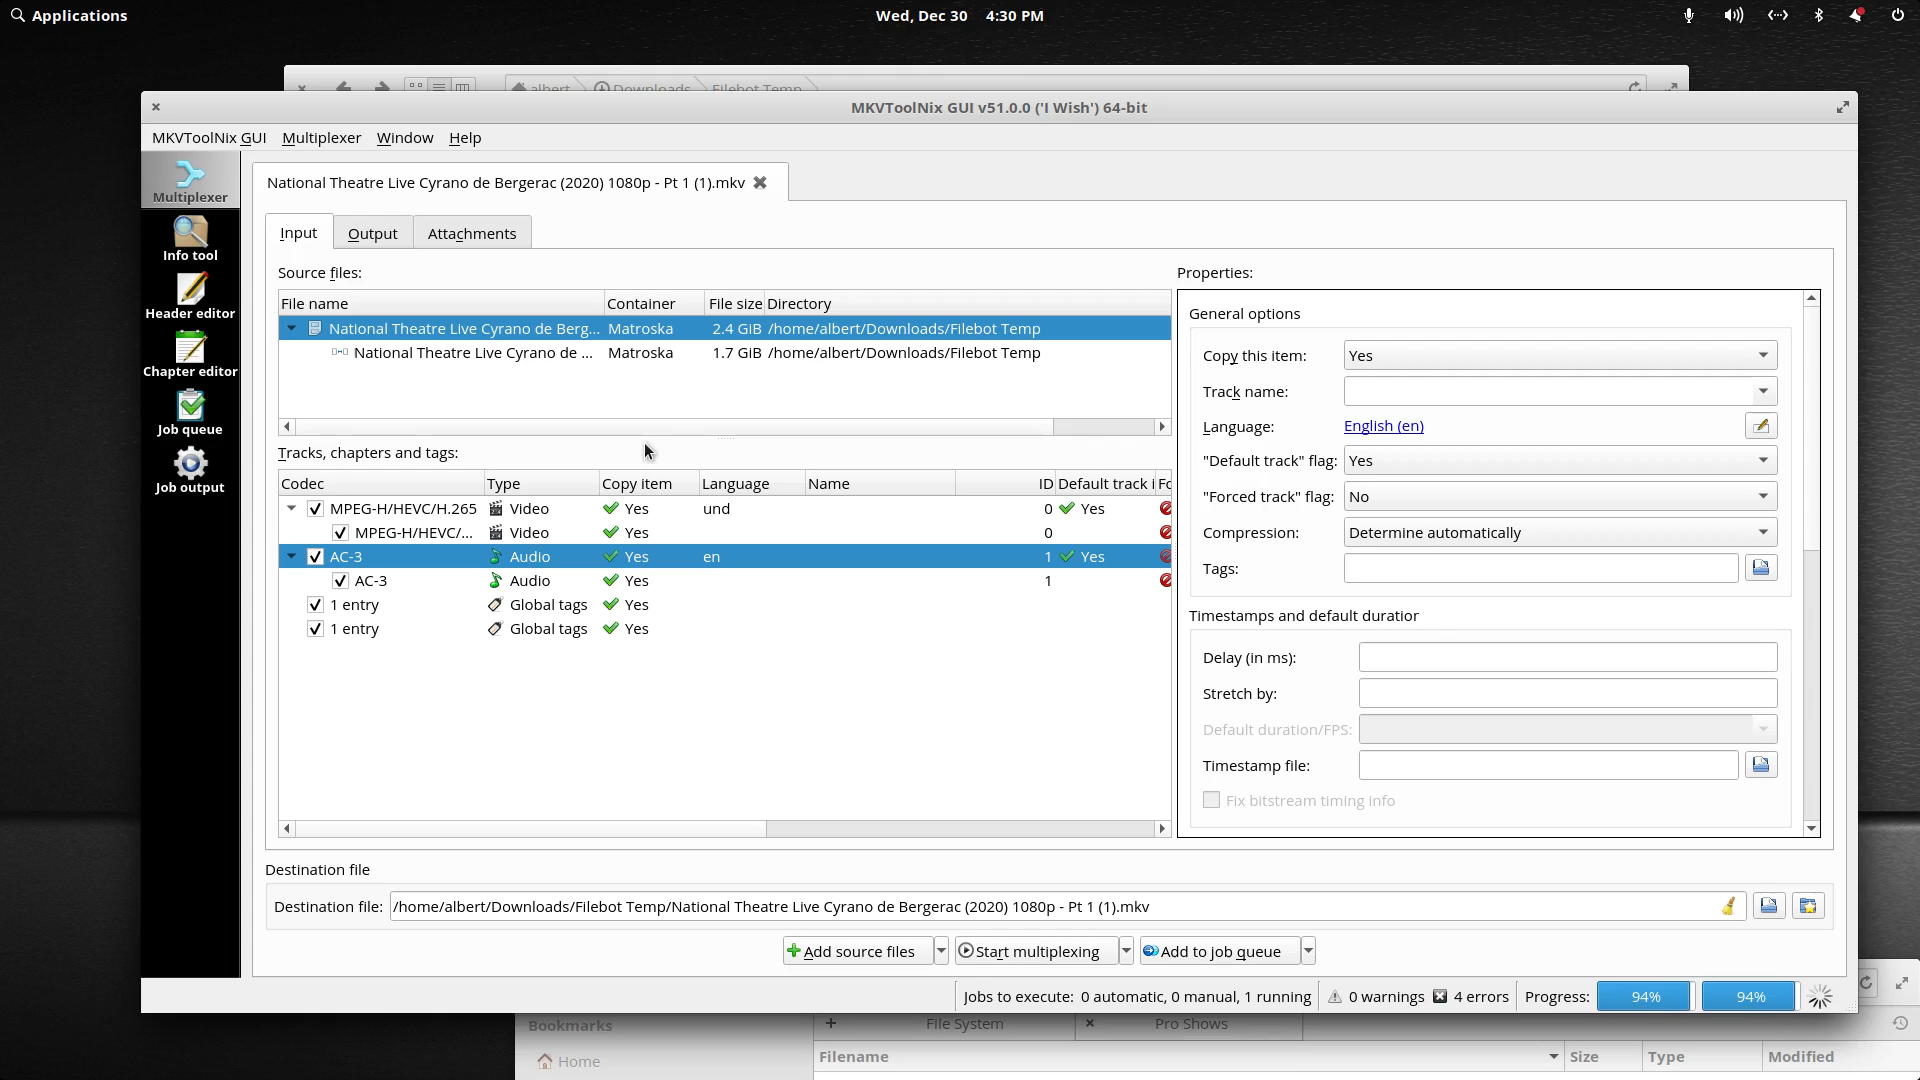 Applications
Wed, Dec 30 4:30 PM
albert Downloads Filebot Temp
MKVToolNix GUI v51.0.0 ('I Wish') 64-bit
MKVToolNix GUI Multiplexer Window Help
Multiplexer
Info tool
Header editor
Chapter editor
Job queue
Job output
National Theatre Live Cyrano de Bergerac (2020) 1080p - Pt 1 (1).mkv
Input Output Attachments
Source files:
File name Container File size Directory
National Theatre Live Cyrano de Berg... Matroska 2.4 GiB /home/albert/Downloads/Filebot Temp
National Theatre Live Cyrano de ... Matroska 1.7 GiB /home/albert/Downloads/Filebot Temp
Tracks, chapters and tags:
Codec Type Copy item Language Name ID Default track i Fo
MPEG-H/HEVC/H.265 Video Yes und 0 Yes
MPEG-H/HEVC/... Video Yes 0
AC-3 Audio Yes en 1 Yes
AC-3 Audio Yes 1
1 entry Global tags Yes
1 entry Global tags Yes
Properties:
General options
Copy this item: Yes
Track name:
Language: English (en)
"Default track" flag: Yes
"Forced track" flag: No
Compression: Determine automatically
Tags:
Timestamps and default duratior
Delay (in ms):
Stretch by:
Default duration/FPS:
Timestamp file:
Fix bitstream timing info
Destination file
Destination file: /home/albert/Downloads/Filebot Temp/National Theatre Live Cyrano de Bergerac (2020) 1080p - Pt 1 (1).mkv
Add source files Start multiplexing Add to job queue
Jobs to execute: 0 automatic, 0 manual, 1 running 0 warnings 4 errors Progress: 94% 94%
Bookmarks File System Pro Shows
Home Filename Size Type Modified